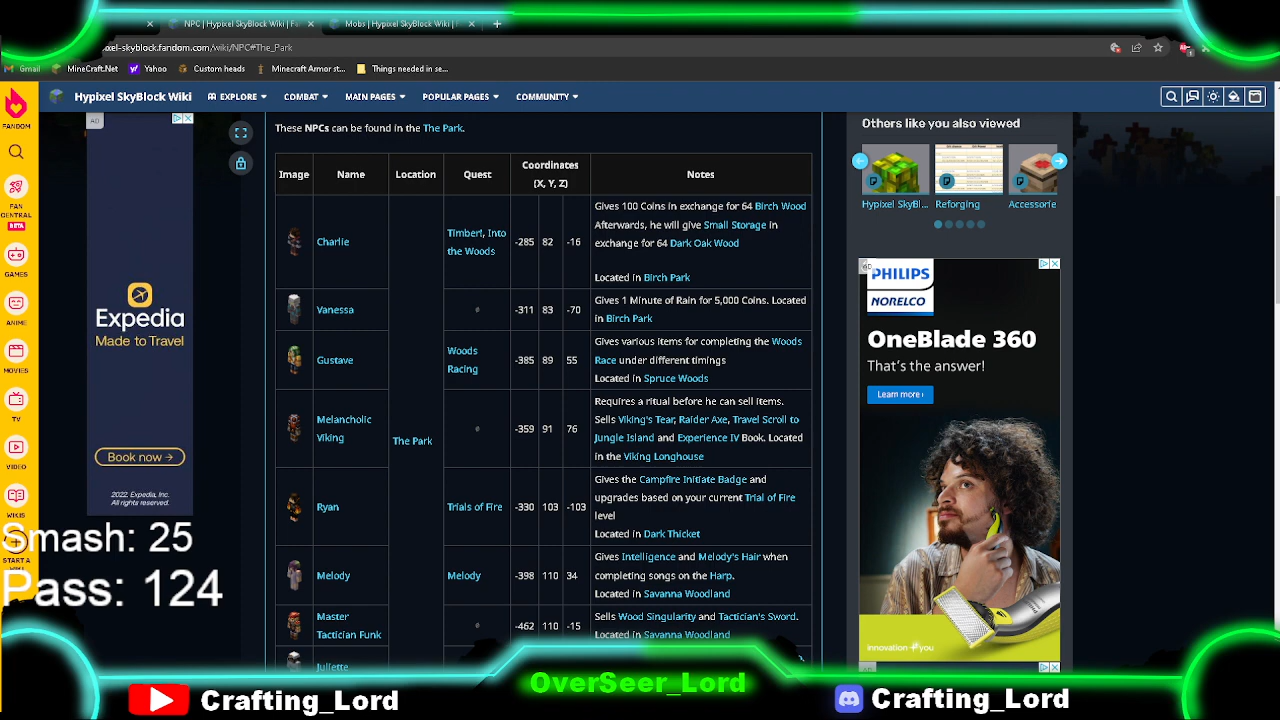 NPC | Hypixel SkyBlock Wiki | F
Mobs | Hypixel SkyBlock Wiki |
el-skyblock.fandom.com/wiki/NPC#The_Park
Gmail
MineCraft.Net
Yahoo
Custom heads
Minecraft Armor st...
Things needed in se...
Hypixel SkyBlock Wiki
EXPLORE
COMBAT
MAIN PAGES
POPULAR PAGES
COMMUNITY
FANDOM
FAN CENTRAL
BETA
GAMES
ANIME
MOVIES
TV
VIDEO
WIKIS
START A
AD
Expedia
Made to Travel
Book now →
2022 Expedia, Inc.
All rights reserved.
These NPCs can be found in the The Park.
Image Name Location Quest Coordinates [X, Y, Z] Notes
The Park
Charlie Timber!, Into the Woods -285 82 -16
Gives 100 Coins in exchange for 64 Birch Wood
Afterwards, he will give Small Storage in
exchange for 64 Dark Oak Wood
Located in Birch Park
Vanessa -311 83 -70
Gives 1 Minute of Rain for 5,000 Coins. Located
in Birch Park
Gustave Woods Racing -385 89 55
Gives various items for completing the Woods
Race under different timings
Located in Spruce Woods
Melancholic Viking -359 91 76
Requires a ritual before he can sell items.
Sells Viking's Tear, Raider Axe, Travel Scroll to
Jungle Island and Experience IV Book. Located
in the Viking Longhouse
Ryan Trials of Fire -330 103 -103
Gives the Campfire Initiate Badge and
upgrades based on your current Trial of Fire
level
Located in Dark Thicket
Melody Melody -398 110 34
Gives Intelligence and Melody's Hair when
completing songs on the Harp.
Located in Savanna Woodland
Master Tactician Funk -462 110 -15
Sells Wood Singularity and Tactician's Sword.
Located in Savanna Woodland
Juliette
Others like you also viewed
Hypixel SkyBl...
Reforging
Accessorie
PHILIPS
NORELCO
OneBlade 360
That's the answer!
Learn more ›
innovation + you
Smash: 25
Pass: 124
Crafting_Lord
OverSeer_Lord
Crafting_Lord